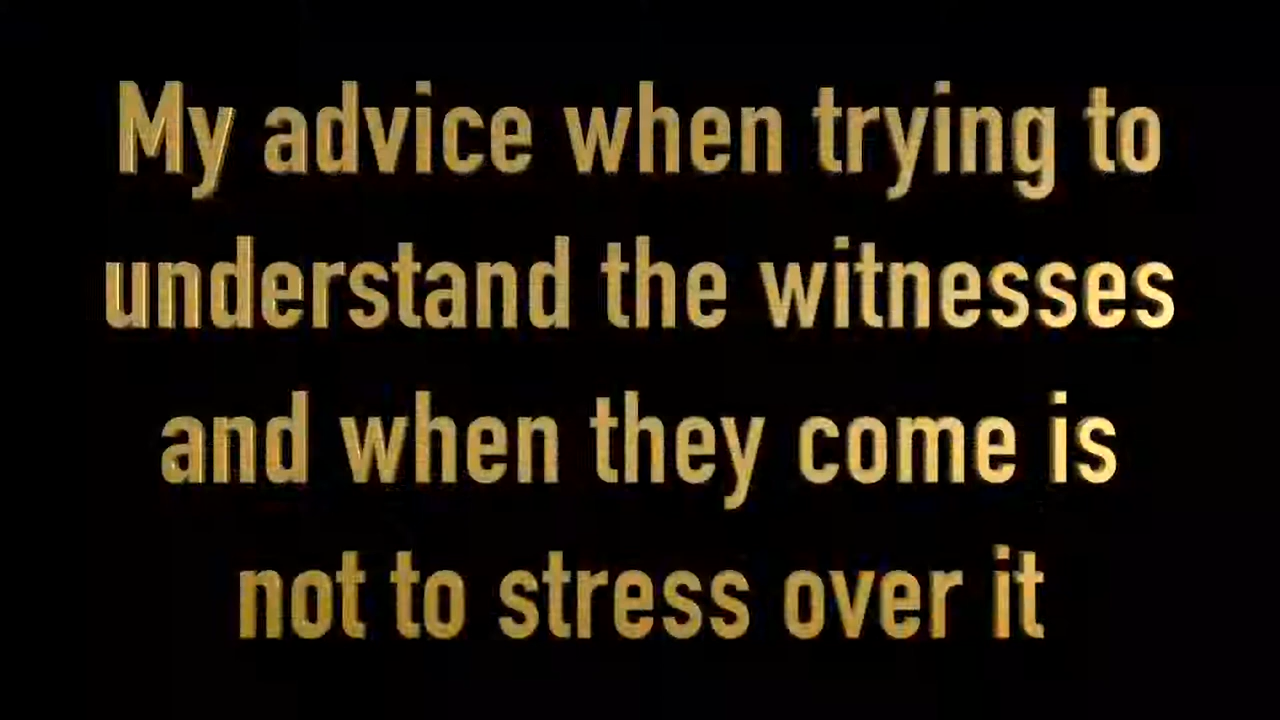 My advice when trying to
understand the witnesses
and when they come is
not to stress over it